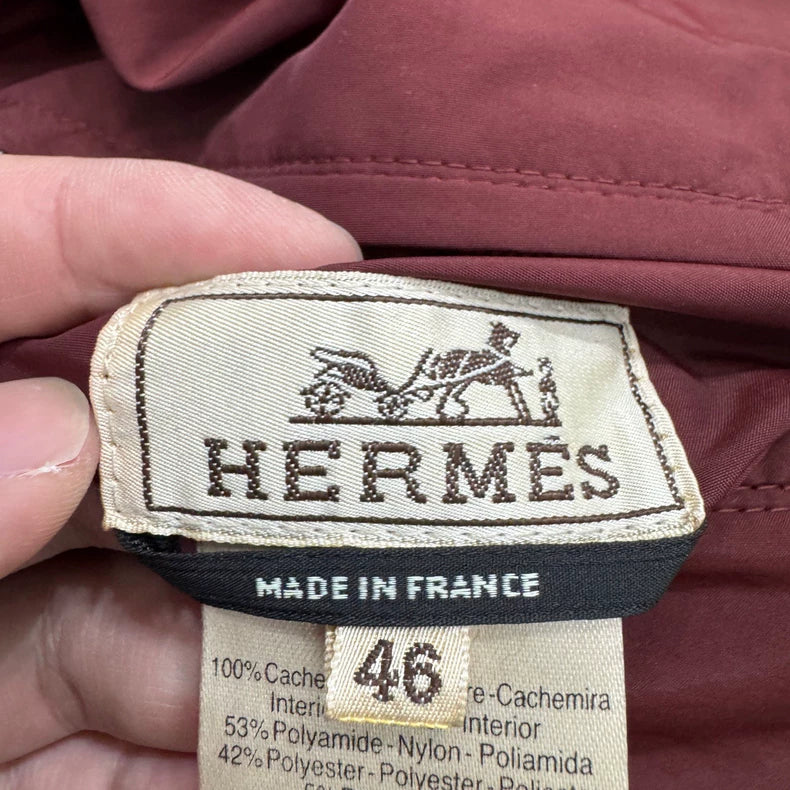 HERMÈS
MADE IN FRANCE
46
100% Cache re-Cachemira
Interi Interior
53% Polyamide - Nylon - Poliamida
42% Polyester - Polyester -